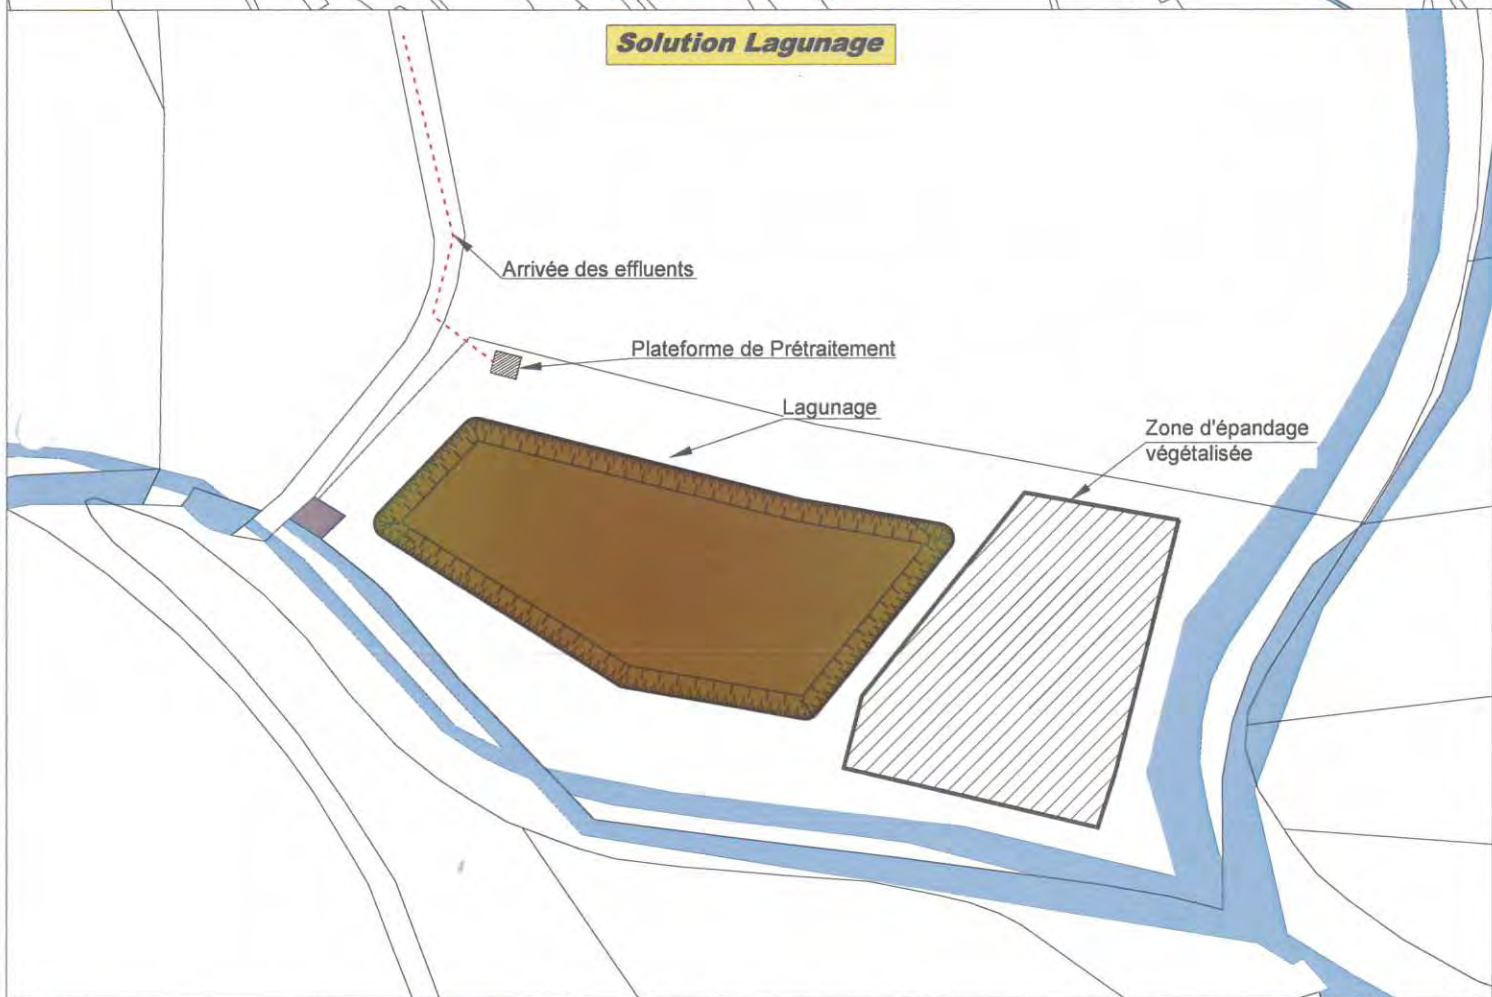 Solution Lagunage
Arrivée des effluents
Plateforme de Prétraitement
Lagunage
Zone d'épandage
végétalisée